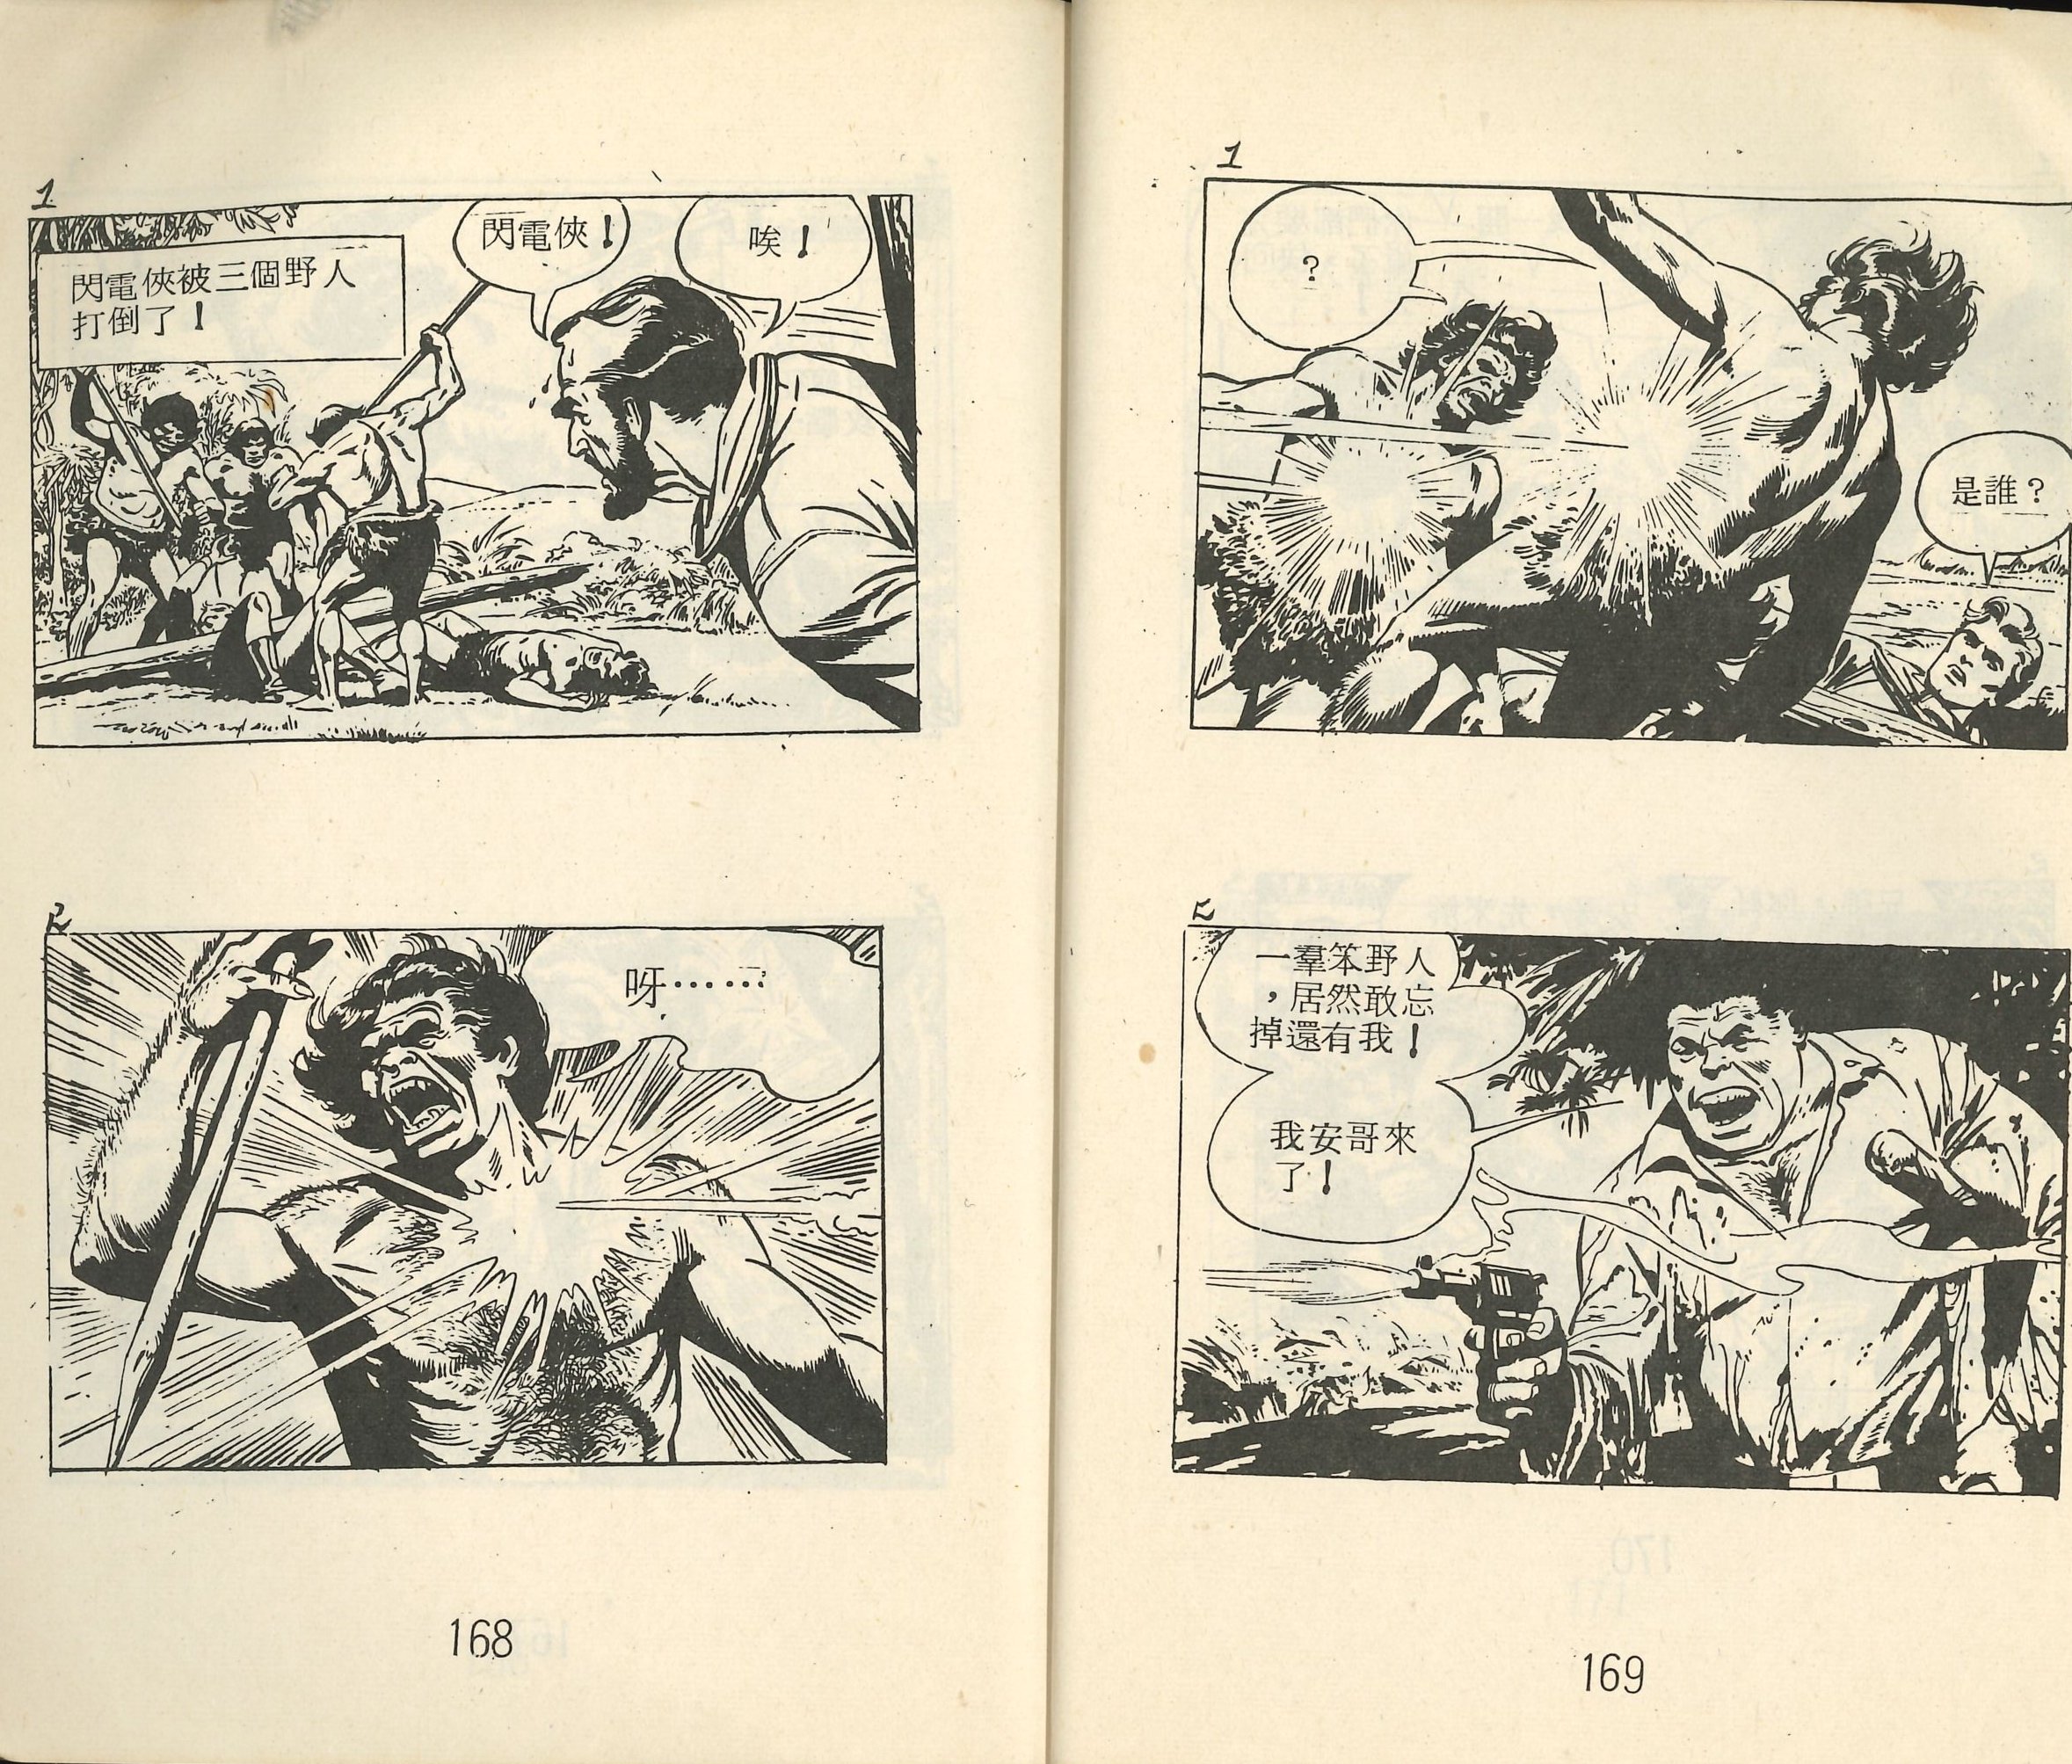 1
閃電俠被三個野人
打倒了！
閃電俠！
唉！
2
呀……
168
1
？
是誰？
2
一羣笨野人
，居然敢忘
掉還有我！
我安哥來
了！
169